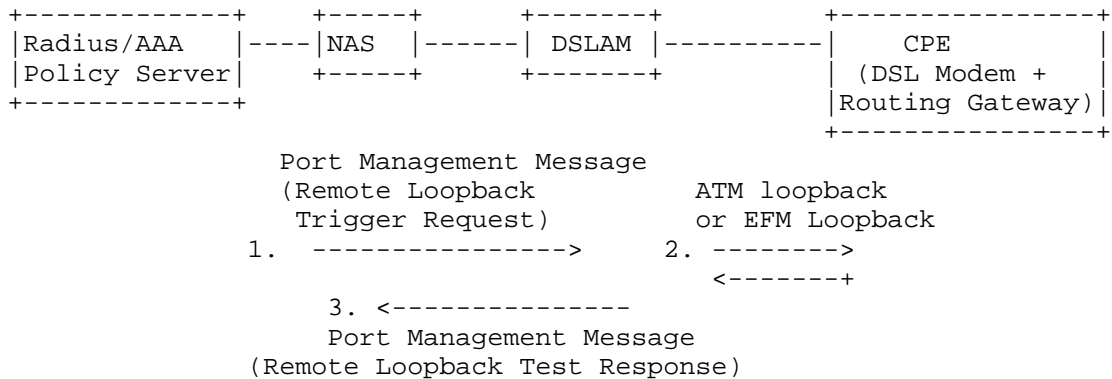 +-------------+    +-----+      +-------+            +----------------+
|Radius/AAA   |----|NAS  |------| DSLAM |----------|     CPE         |
|Policy Server|    +-----+      +-------+            | (DSL Modem +   |
+-------------+                                      |Routing Gateway)|
                                                     +----------------+
Port Management Message
(Remote Loopback          ATM loopback
Trigger Request)          or EFM Loopback
1.  ---------------->     2. -------->
<-------+
3. <---------------
Port Management Message
(Remote Loopback Test Response)